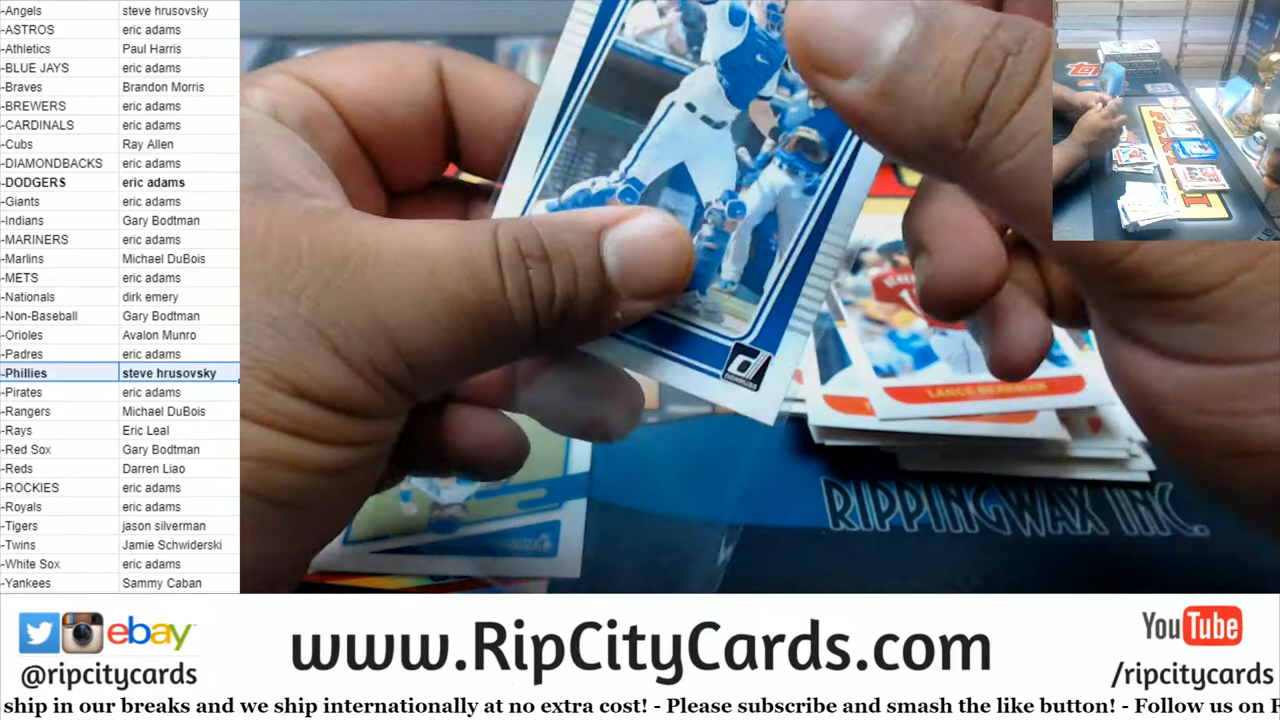 -Angels steve hrusovsky
-ASTROS eric adams
-Athletics Paul Harris
-BLUE JAYS eric adams
-Braves Brandon Morris
-BREWERS eric adams
-CARDINALS eric adams
-Cubs Ray Allen
-DIAMONDBACKS eric adams
-DODGERS eric adams
-Giants eric adams
-Indians Gary Bodtman
-MARINERS eric adams
-Marlins Michael DuBois
-METS eric adams
-Nationals dirk emery
-Non-Baseball Gary Bodtman
-Orioles Avalon Munro
-Padres eric adams
-Phillies steve hrusovsky
-Pirates eric adams
-Rangers Michael DuBois
-Rays Eric Leal
-Red Sox Gary Bodtman
-Reds Darren Liao
-ROCKIES eric adams
-Royals eric adams
-Tigers jason silverman
-Twins Jamie Schwiderski
-White Sox eric adams
-Yankees Sammy Caban
DONRUSS
LANCE BERKMAN
RIPPINGWAX INC.
ebay
@ripcitycards
www.RipCityCards.com
YouTube
/ripcitycards
ship in our breaks and we ship internationally at no extra cost! - Please subscribe and smash the like button! - Follow us on